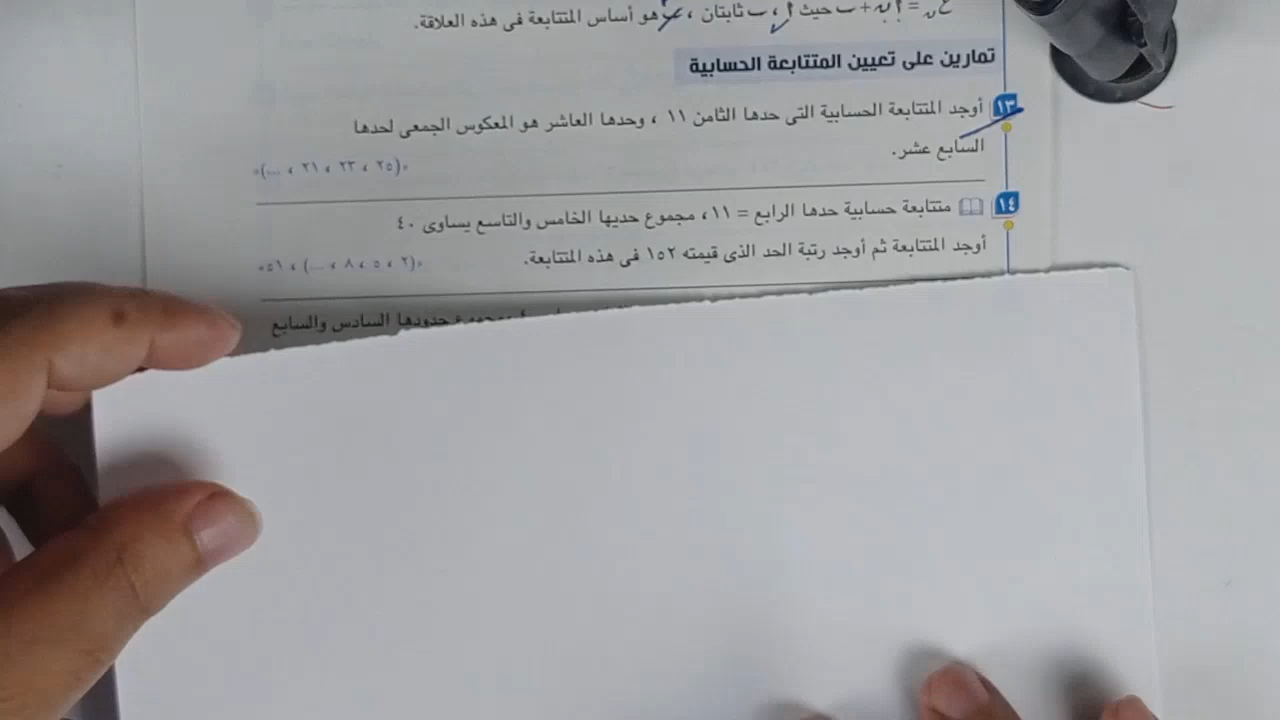 ع ن = أ ن + ب حيث أ ، ب ثابتان ، هو أساس المتتابعة فى هذه العلاقة.
تمارين على تعيين المتتابعة الحسابية
١٣ أوجد المتتابعة الحسابية التى حدها الثامن ١١ ، وحدها العاشر هو المعكوس الجمعى لحدها
السابع عشر.
«(٢٥ ، ٢٣ ، ٢١ ، ...)»
١٤ متتابعة حسابية حدها الرابع = ١١ ، مجموع حديها الخامس والتاسع يساوى ٤٠
أوجد المتتابعة ثم أوجد رتبة الحد الذى قيمته ١٥٢ فى هذه المتتابعة.
«(٢ ، ٥ ، ٨ ، ...) ، ٥١»
حدودها السادس والسابع